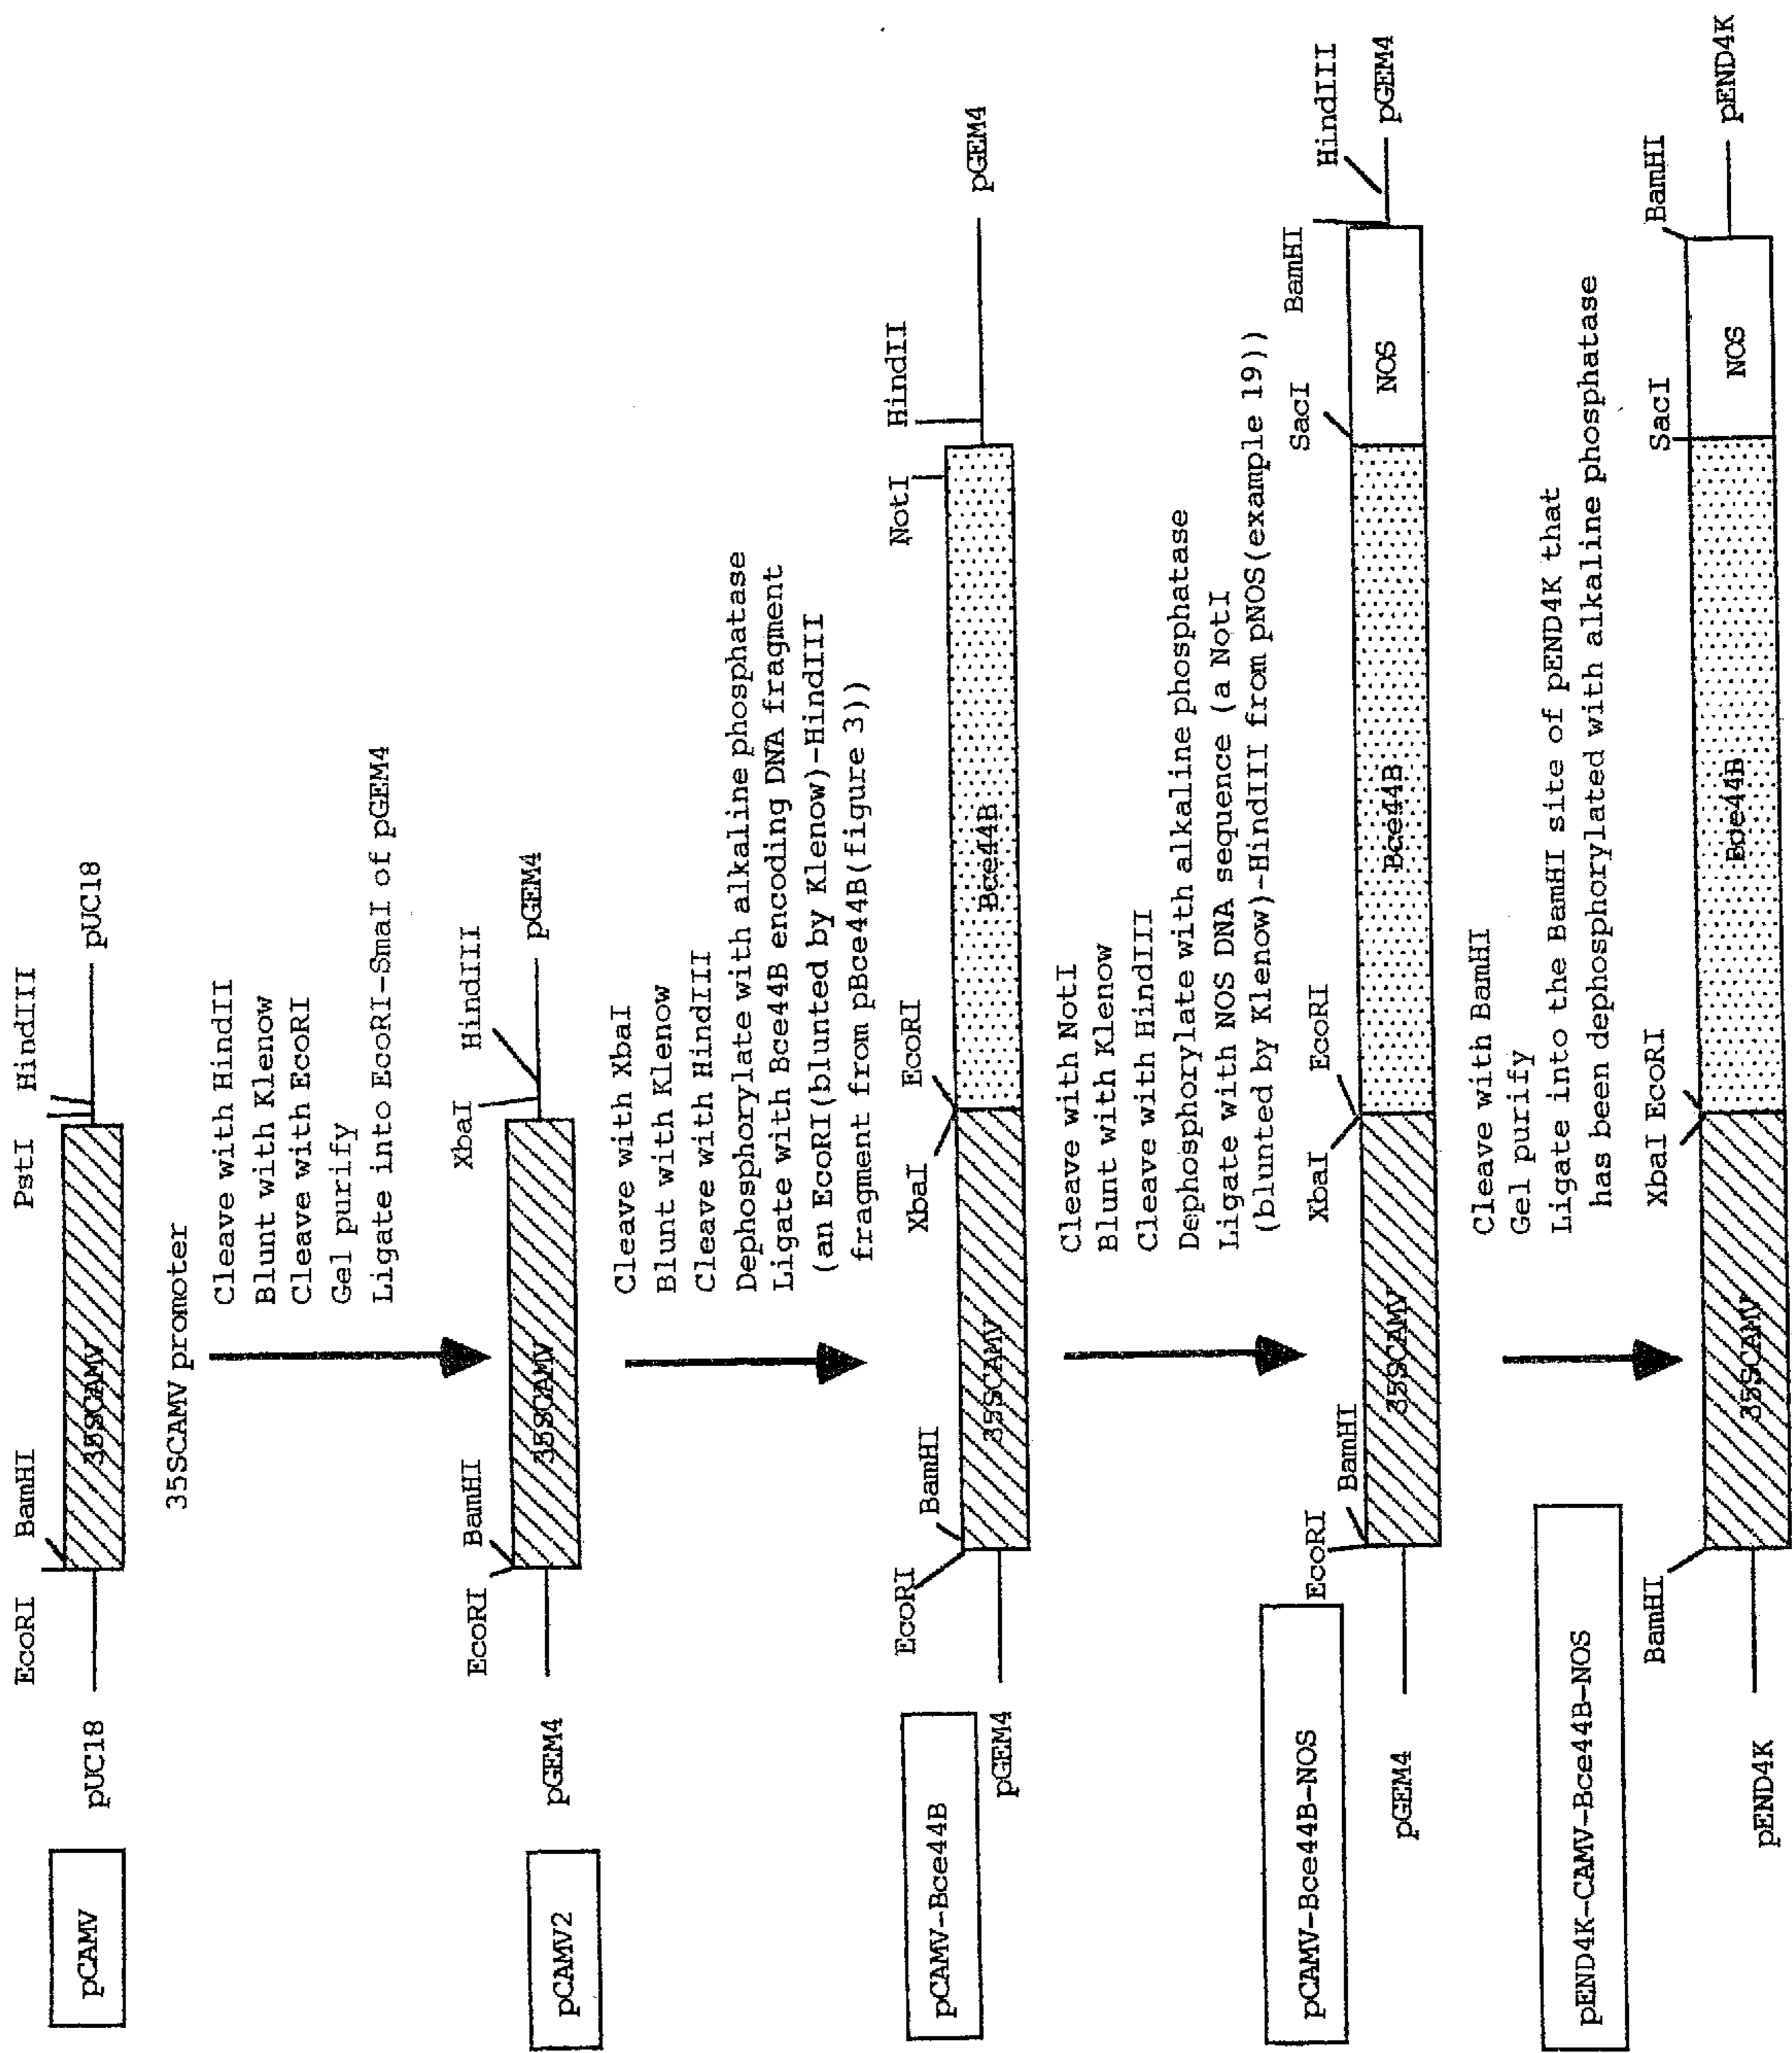 pCAMV
pUC18
EcoRI
BamHI
35SCAMV
PstI
HindIII
pUC18
35SCAMV promoter
Cleave with HindII
Blunt with Klenow
Cleave with EcoRI
Gel purify
Ligate into EcoRI-SmaI of pGEM4
pCAMV2
pGEM4
EcoRI
BamHI
35SCAMV
XbaI
HindIII
pGEM4
Cleave with XbaI
Blunt with Klenow
Cleave with HindIII
Dephosphorylate with alkaline phosphatase
Ligate with Bce44B encoding DNA fragment
(an EcoRI(blunted by Klenow)-HindIII
fragment from pBce44B(figure 3))
pCAMV-Bce44B
pGEM4
EcoRI
BamHI
35SCAMV
XbaI
EcoRI
Bce44B
NotI
HindII
pGEM4
Cleave with NotI
Blunt with Klenow
Cleave with HindIII
Dephosphorylate with alkaline phosphatase
Ligate with NOS DNA sequence (a NotI
(blunted by Klenow)-HindIII from pNOS(example 19))
pCAMV-Bce44B-NOS
pGEM4
EcoRI
BamHI
35SCAMV
XbaI
EcoRI
Bce44B
SacI
NOS
BamHI
HindIII
pGEM4
Cleave with BamHI
Gel purify
Ligate into the BamHI site of pEND4K that
has been dephosphorylated with alkaline phosphatase
pEND4K-CAMV-Bce44B-NOS
pEND4K
BamHI
35SCAMV
XbaI EcoRI
Bce44B
SacI
NOS
BamHI
pEND4K